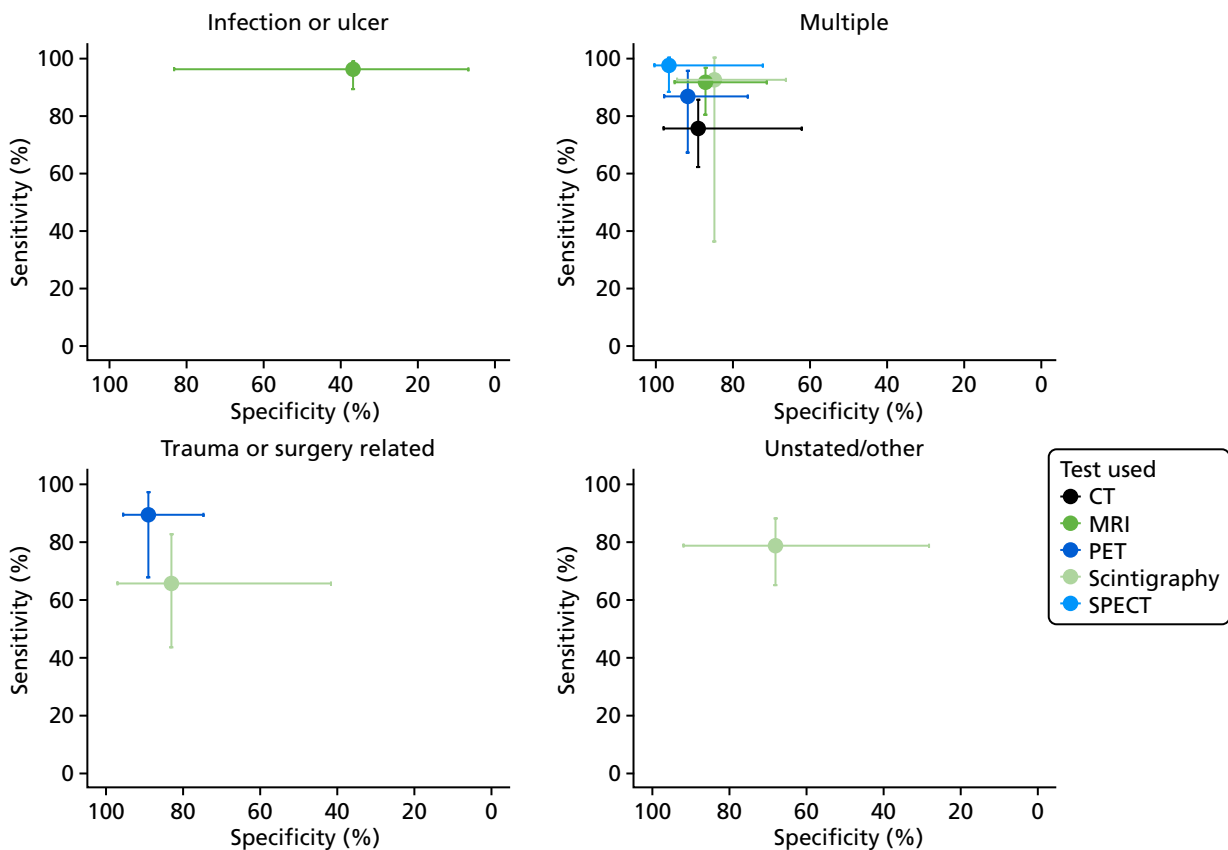 Infection or ulcer
Sensitivity (%)
100
80
60
40
20
0
100 80 60 40 20 0
Specificity (%)
Multiple
Sensitivity (%)
100
80
60
40
20
0
100 80 60 40 20 0
Specificity (%)
Trauma or surgery related
Sensitivity (%)
100
80
60
40
20
0
100 80 60 40 20 0
Specificity (%)
Unstated/other
Sensitivity (%)
100
80
60
40
20
0
100 80 60 40 20 0
Specificity (%)
Test used
CT
MRI
PET
Scintigraphy
SPECT